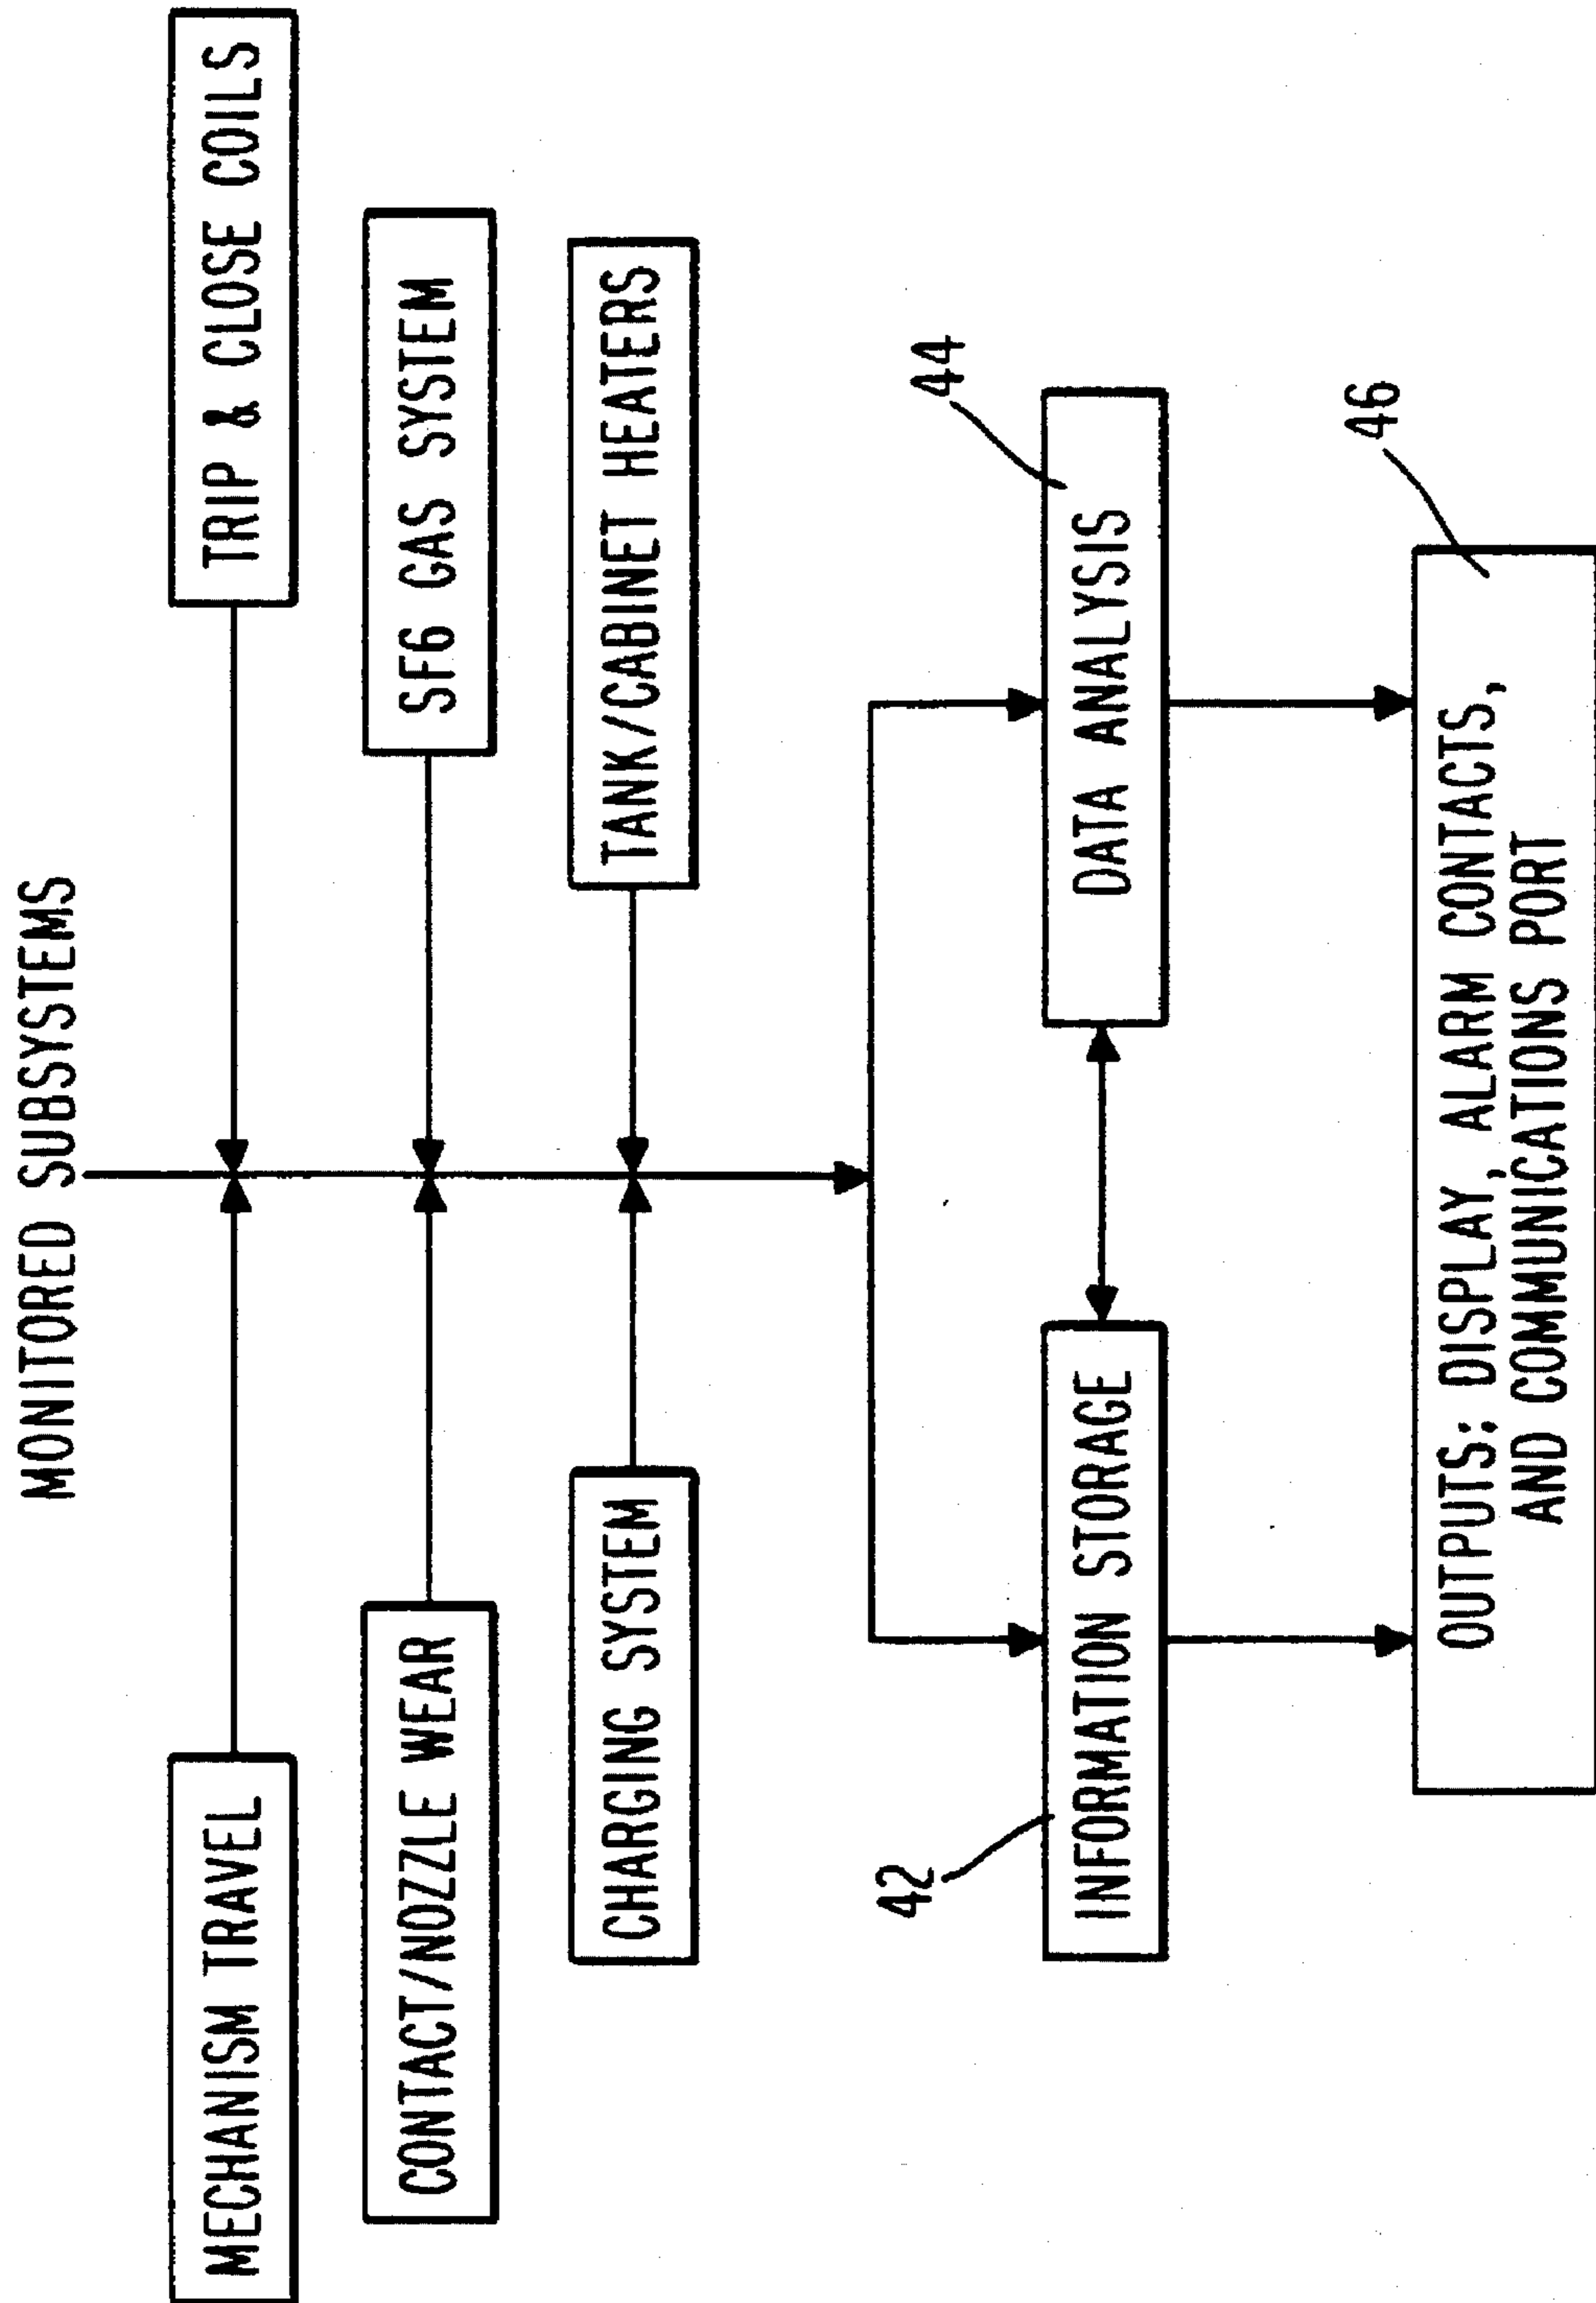 MONITORED SUBSYSTEMS
MECHANISM TRAVEL
TRIP & CLOSE COILS
CONTACT/NOZZLE WEAR
SF6 GAS SYSTEM
CHARGING SYSTEM
TANK/CABINET HEATERS
42
44
INFORMATION STORAGE
DATA ANALYSIS
46
OUTPUTS: DISPLAY, ALARM CONTACTS,
AND COMMUNICATIONS PORT